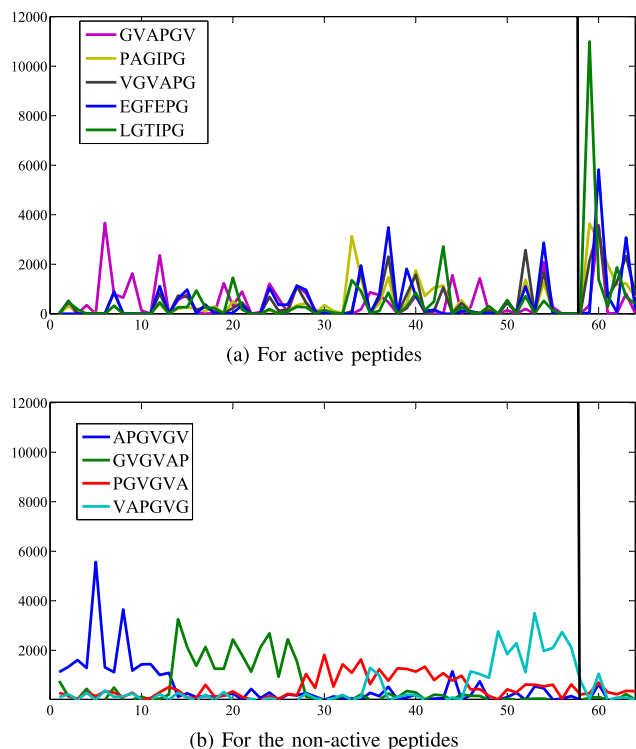 12000
10000
8000
6000
4000
2000
0
GVAPGV
PAGIPG
VGVAPG
EGFEPG
LGTIPG
0 10 20 30 40 50 60
(a) For active peptides
12000
10000
8000
6000
4000
2000
0
APGVGV
GVGVAP
PGVGVA
VAPGVG
0 10 20 30 40 50 60
(b) For the non-active peptides